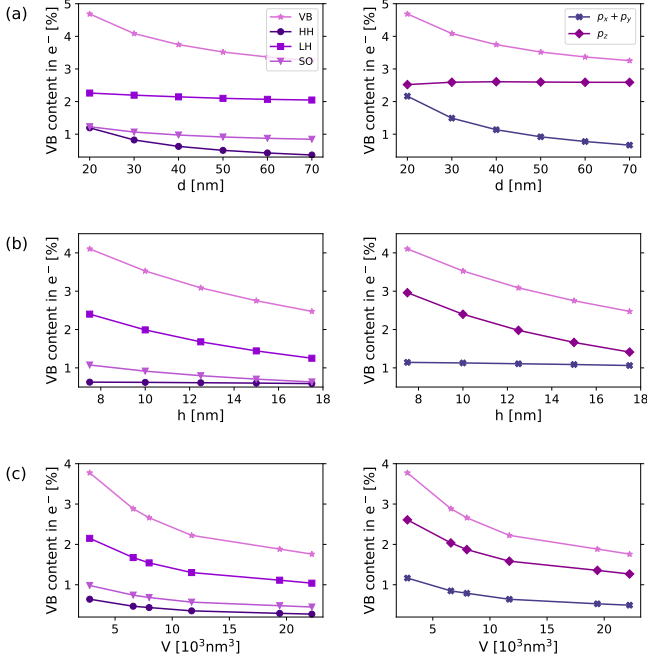 (a)
VB content in e⁻ [%]
5
4
3
2
1
20 30 40 50 60 70
d [nm]
VB
HH
LH
SO
VB content in e⁻ [%]
5
4
3
2
1
20 30 40 50 60 70
d [nm]
pₓ + pᵧ
p_z
(b)
VB content in e⁻ [%]
4
3
2
1
8 10 12 14 16 18
h [nm]
VB content in e⁻ [%]
4
3
2
1
8 10 12 14 16 18
h [nm]
(c)
VB content in e⁻ [%]
4
3
2
1
5 10 15 20
V [10³nm³]
VB content in e⁻ [%]
4
3
2
1
5 10 15 20
V [10³nm³]